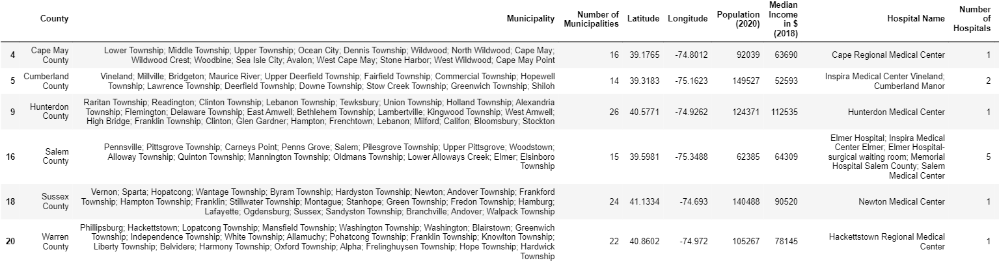 County Municipality Number of Municipalities Latitude Longitude Population (2020) Median Income in $ (2018) Hospital Name Number of Hospitals
4 Cape May County Lower Township; Middle Township; Upper Township; Ocean City; Dennis Township; Wildwood; North Wildwood; Cape May; Wildwood Crest; Woodbine; Sea Isle City; Avalon; West Cape May; Stone Harbor; West Wildwood; Cape May Point 16 39.1765 -74.8012 92039 63690 Cape Regional Medical Center 1
5 Cumberland County Vineland; Millville; Bridgeton; Maurice River; Upper Deerfield Township; Fairfield Township; Commercial Township; Hopewell Township; Lawrence Township; Deerfield Township; Downe Township; Stow Creek Township; Greenwich Township; Shiloh 14 39.3183 -75.1623 149527 52593 Inspira Medical Center Vineland; Cumberland Manor 2
9 Hunterdon County Raritan Township; Readington; Clinton Township; Lebanon Township; Tewksbury; Union Township; Holland Township; Alexandria Township; Flemington; Delaware Township; East Amwell; Bethlehem Township; Lambertville; Kingwood Township; West Amwell; High Bridge; Franklin Township; Clinton; Glen Gardner; Hampton; Frenchtown; Lebanon; Milford; Califon; Bloomsbury; Stockton 26 40.5771 -74.9262 124371 112535 Hunterdon Medical Center 1
16 Salem County Pennsville; Pittsgrove Township; Carneys Point; Penns Grove; Salem; Pilesgrove Township; Upper Pittsgrove; Woodstown; Alloway Township; Quinton Township; Mannington Township; Oldmans Township; Lower Alloways Creek; Elmer; Elsinboro Township 15 39.5981 -75.3488 62385 64309 Elmer Hospital; Inspira Medical Center Elmer; Elmer Hospital-surgical waiting room; Memorial Hospital Salem County; Salem Medical Center 5
18 Sussex County Vernon; Sparta; Hopatcong; Wantage Township; Byram Township; Hardyston Township; Newton; Andover Township; Frankford Township; Hampton Township; Franklin; Stillwater Township; Montague; Stanhope; Green Township; Fredon Township; Hamburg; Lafayette; Ogdensburg; Sussex; Sandyston Township; Branchville; Andover; Walpack Township 24 41.1334 -74.693 140488 90520 Newton Medical Center 1
20 Warren County Phillipsburg; Hackettstown; Lopatcong Township; Mansfield Township; Washington Township; Washington; Blairstown; Greenwich Township; Independence Township; White Township; Allamuchy; Pohatcong Township; Franklin Township; Knowlton Township; Liberty Township; Belvidere; Harmony Township; Oxford Township; Alpha; Frelinghuysen Township; Hope Township; Hardwick Township 22 40.8602 -74.972 105267 78145 Hackettstown Regional Medical Center 1